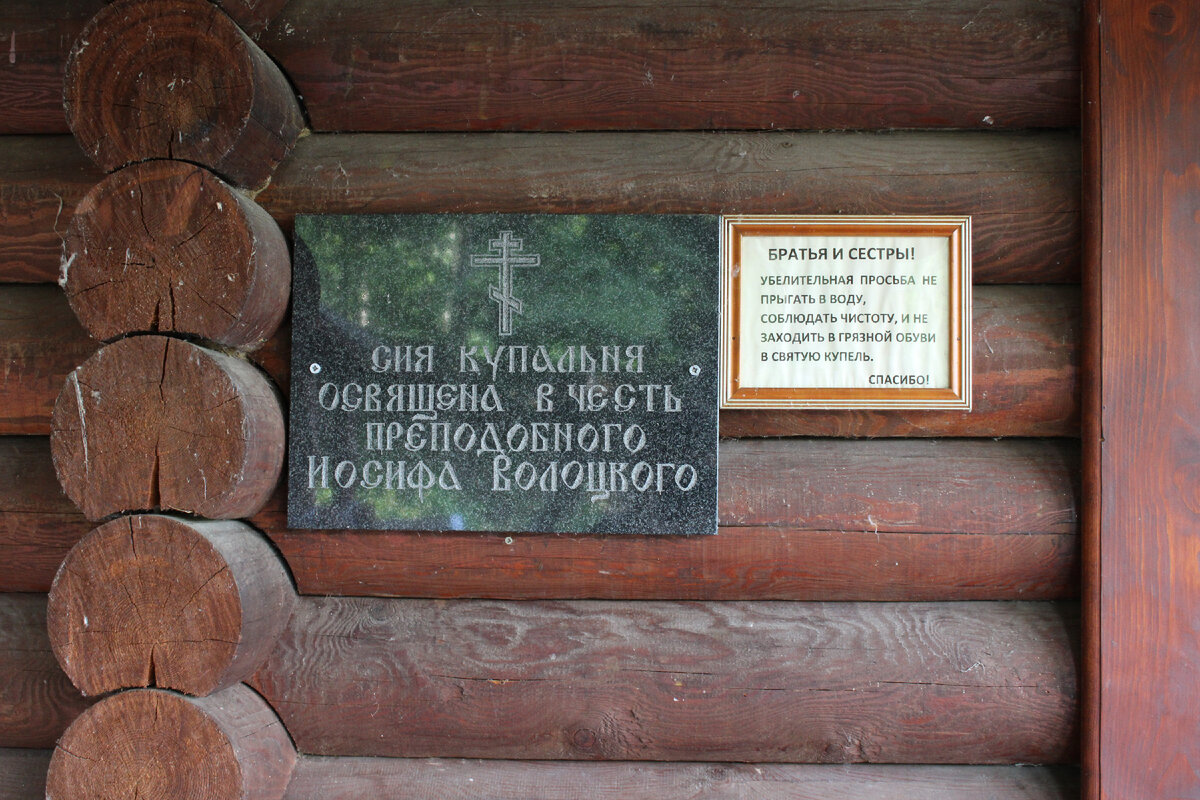 СИЯ КУПАЛЬНЯ
ОСВЯЩЕНА В ЧЕСТЬ
ПРЕПОДОБНОГО
ИОСИФА ВОЛОЦКОГО
БРАТЬЯ И СЕСТРЫ!
УБЕЛИТЕЛЬНАЯ ПРОСЬБА НЕ
ПРЫГАТЬ В ВОДУ,
СОБЛЮДАТЬ ЧИСТОТУ, И НЕ
ЗАХОДИТЬ В ГРЯЗНОЙ ОБУВИ
В СВЯТУЮ КУПЕЛЬ.
СПАСИБО!